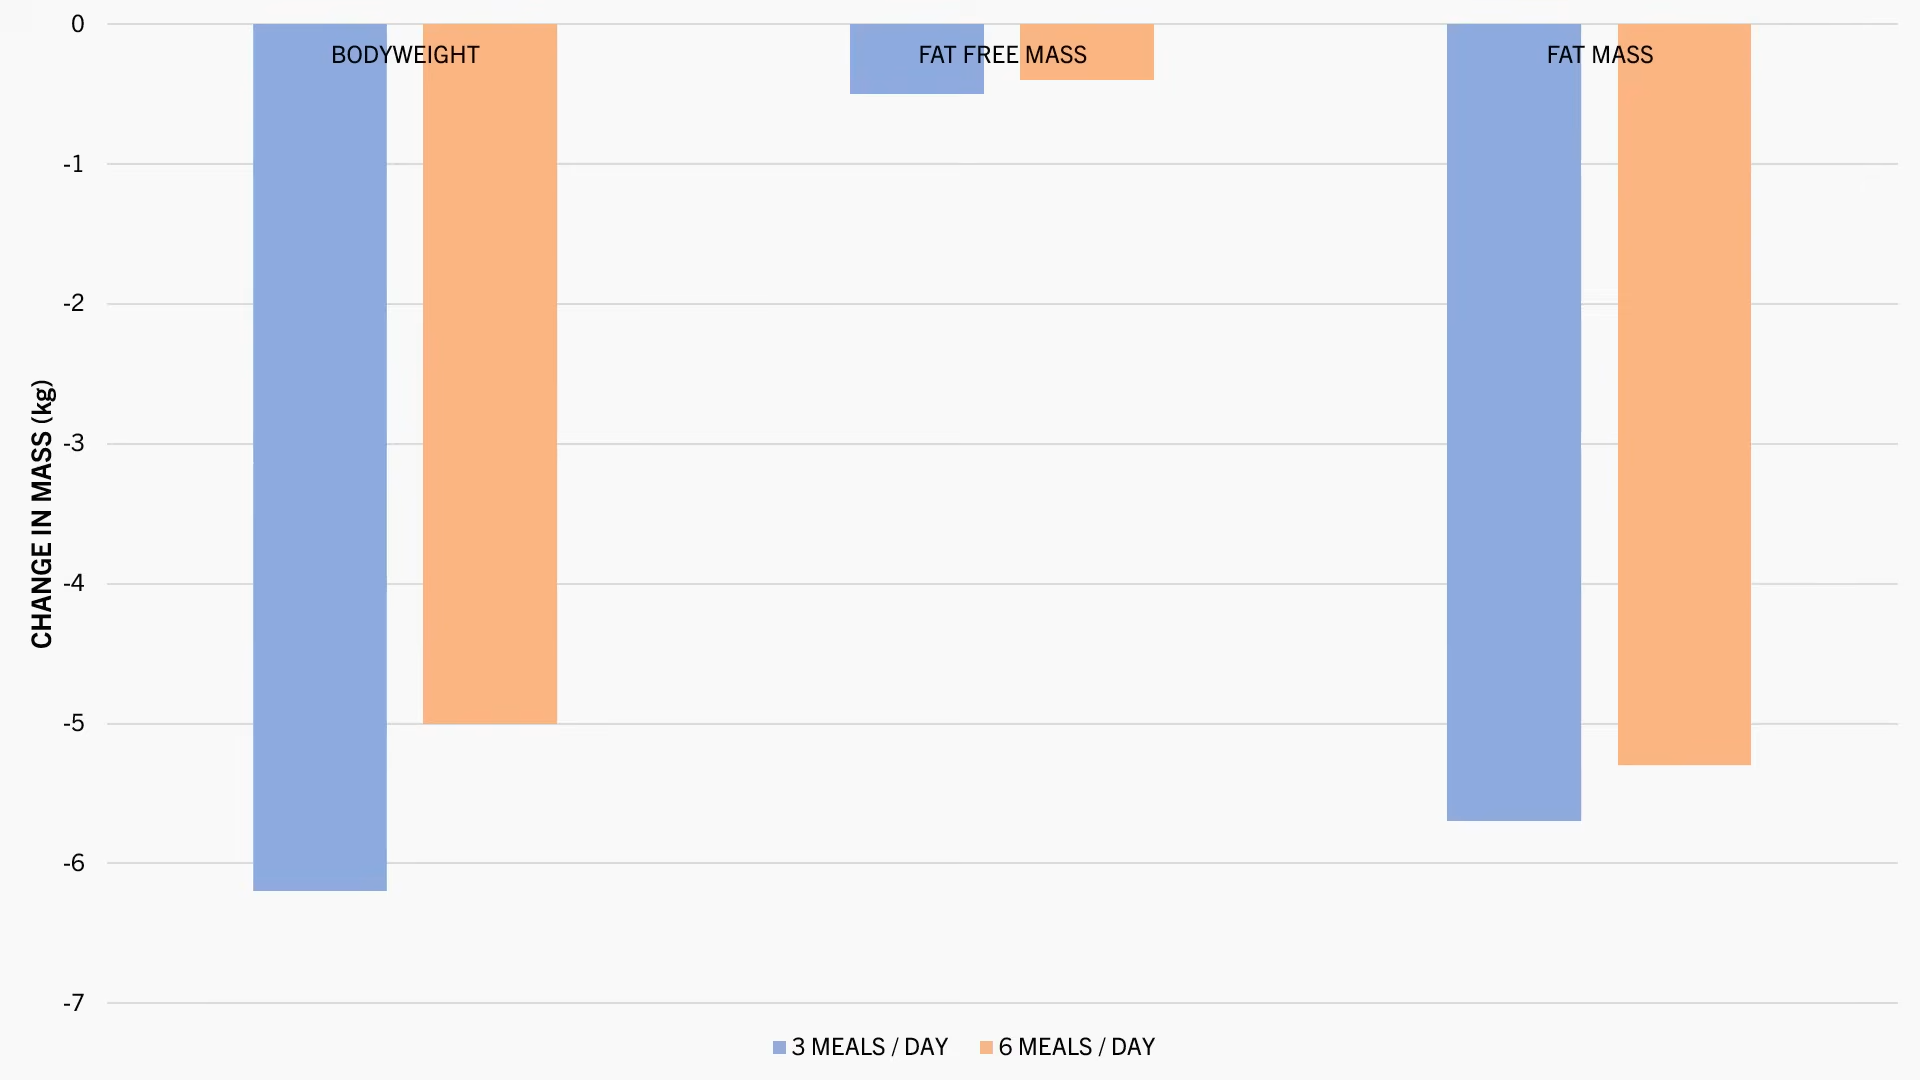 0
BODYWEIGHT
FAT FREE MASS
FAT MASS
-1
-2
-3
-4
-5
-6
-7
CHANGE IN MASS (kg)
3 MEALS / DAY
6 MEALS / DAY